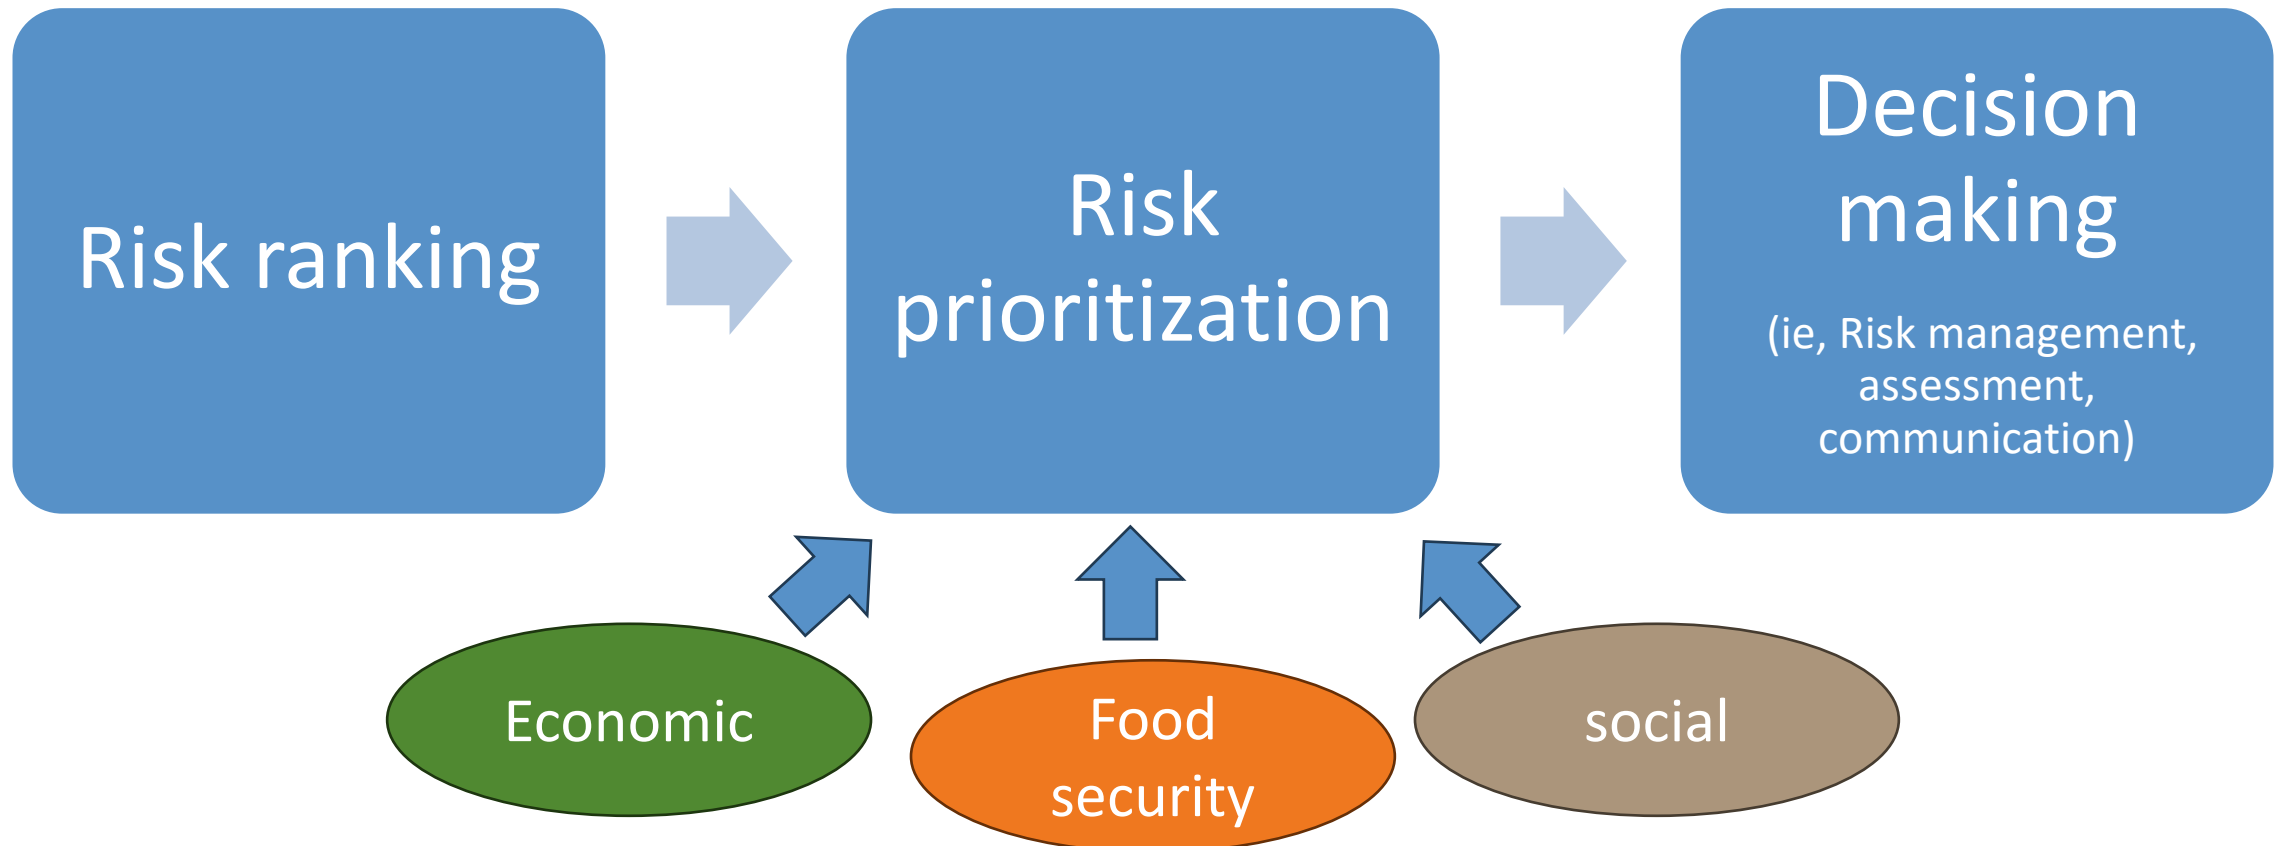 Risk ranking
Risk
prioritization
Decision
making
(ie, Risk management,
assessment,
communication)
Economic
Food
security
social